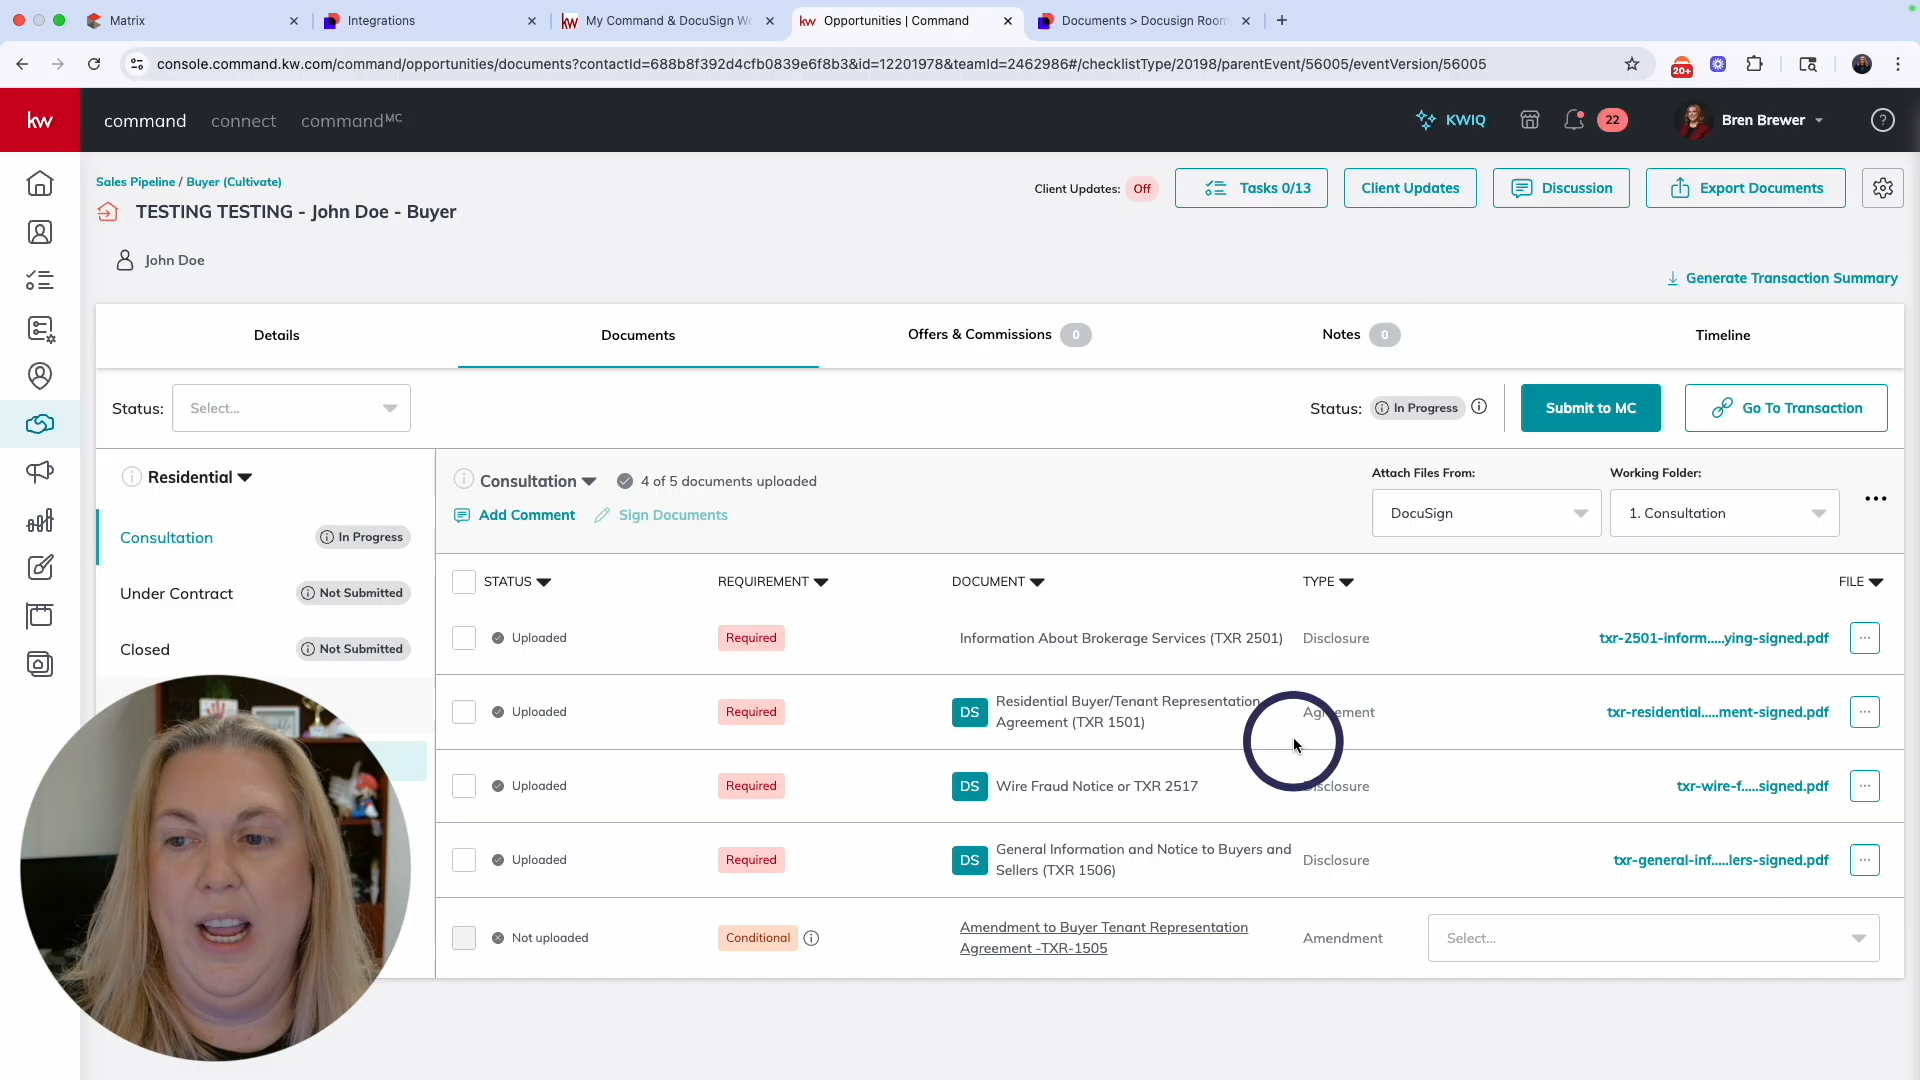 Matrix
Integrations
My Command & DocuSign Wo
Opportunities | Command
Documents > Docusign Room
console.command.kw.com/command/opportunities/documents?contactId=688b8f392d4cfb0839e6f8b3&id=12201978&teamId=2462986#/checklistType/20198/parentEvent/56005/eventVersion/56005
20+
kw
command
connect
commandMC
KWIQ
22
Bren Brewer
Sales Pipeline / Buyer (Cultivate)
TESTING TESTING - John Doe - Buyer
John Doe
Client Updates: Off
Tasks 0/13
Client Updates
Discussion
Export Documents
Generate Transaction Summary
Details
Documents
Offers & Commissions 0
Notes 0
Timeline
Status: Select...
Status: In Progress
Submit to MC
Go To Transaction
Residential
Consultation In Progress
Under Contract Not Submitted
Closed Not Submitted
Consultation 4 of 5 documents uploaded
Add Comment Sign Documents
Attach Files From:
DocuSign
Working Folder:
1. Consultation
STATUS REQUIREMENT DOCUMENT TYPE FILE
Uploaded Required Information About Brokerage Services (TXR 2501) Disclosure txr-2501-inform.....ying-signed.pdf
Uploaded Required DS Residential Buyer/Tenant Representation
Agreement (TXR 1501) Agreement txr-residential.....ment-signed.pdf
Uploaded Required DS Wire Fraud Notice or TXR 2517 Disclosure txr-wire-f.....signed.pdf
Uploaded Required DS General Information and Notice to Buyers and
Sellers (TXR 1506) Disclosure txr-general-inf.....lers-signed.pdf
Not uploaded Conditional Amendment to Buyer Tenant Representation
Agreement -TXR-1505 Amendment Select...